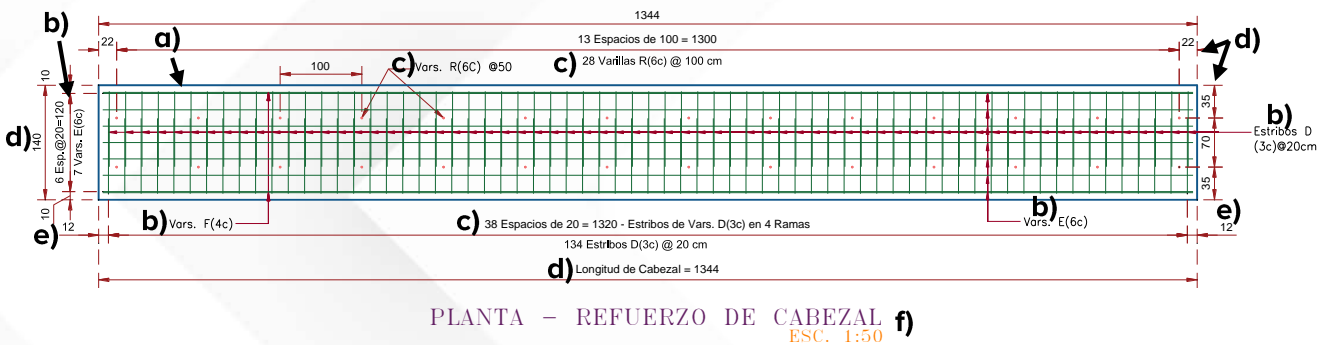 1344
13 Espacios de 100 = 1300
22
22
b)
a)
d)
c) Vars. R(6C) @50
c) 28 Varillas R(6c) @ 100 cm
100
10
35
d)
140
6 Esp.@20=120
7 Vars. E(6c)
70
b)
Estribos D
(3c)@20cm
35
10
e)
12
b) Vars. F(4c)
c) 38 Espacios de 20 = 1320 - Estribos de Vars. D(3c) en 4 Ramas
b)
Vars. E(6c)
e)
12
134 Estribos D(3c) @ 20 cm
d) Longitud de Cabezal = 1344
PLANTA - REFUERZO DE CABEZAL f)
ESC. 1:50